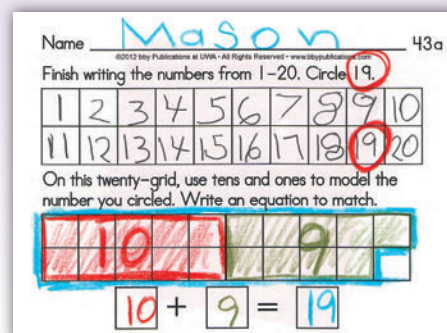 Name Mason 43a
©2012 bby Publications at UWA • All Rights Reserved • www.bbypublications.com
Finish writing the numbers from 1-20. Circle 19.
1 2 3 4 5 6 7 8 9 10
11 12 13 14 15 16 17 18 19 20
On this twenty-grid, use tens and ones to model the
number you circled. Write an equation to match.
10 9
10 + 9 = 19